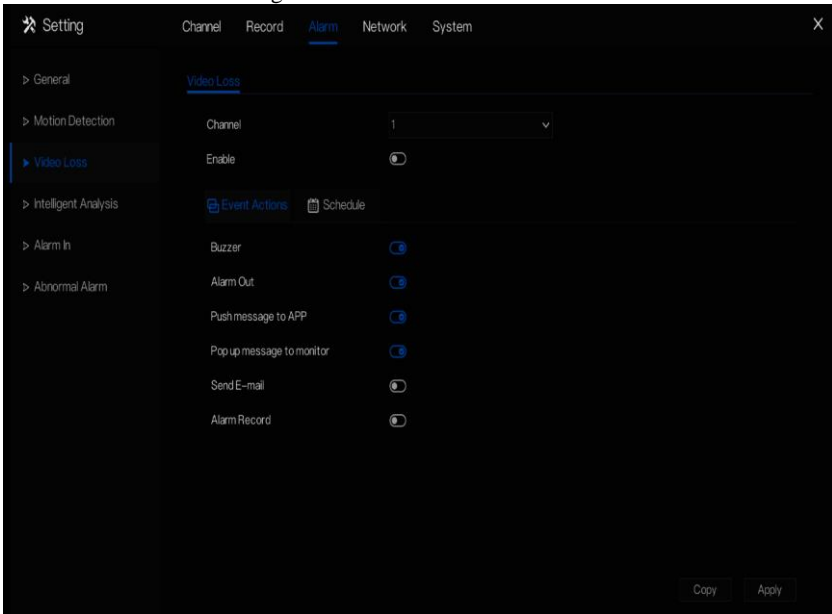 Setting
Channel Record Alarm Network System X
General
Motion Detection
Video Loss
Intelligent Analysis
Alarm In
Abnormal Alarm
Video Loss
Channel 1
Enable
Event Actions Schedule
Buzzer
Alarm Out
Push message to APP
Pop up message to monitor
Send E-mail
Alarm Record
Copy Apply